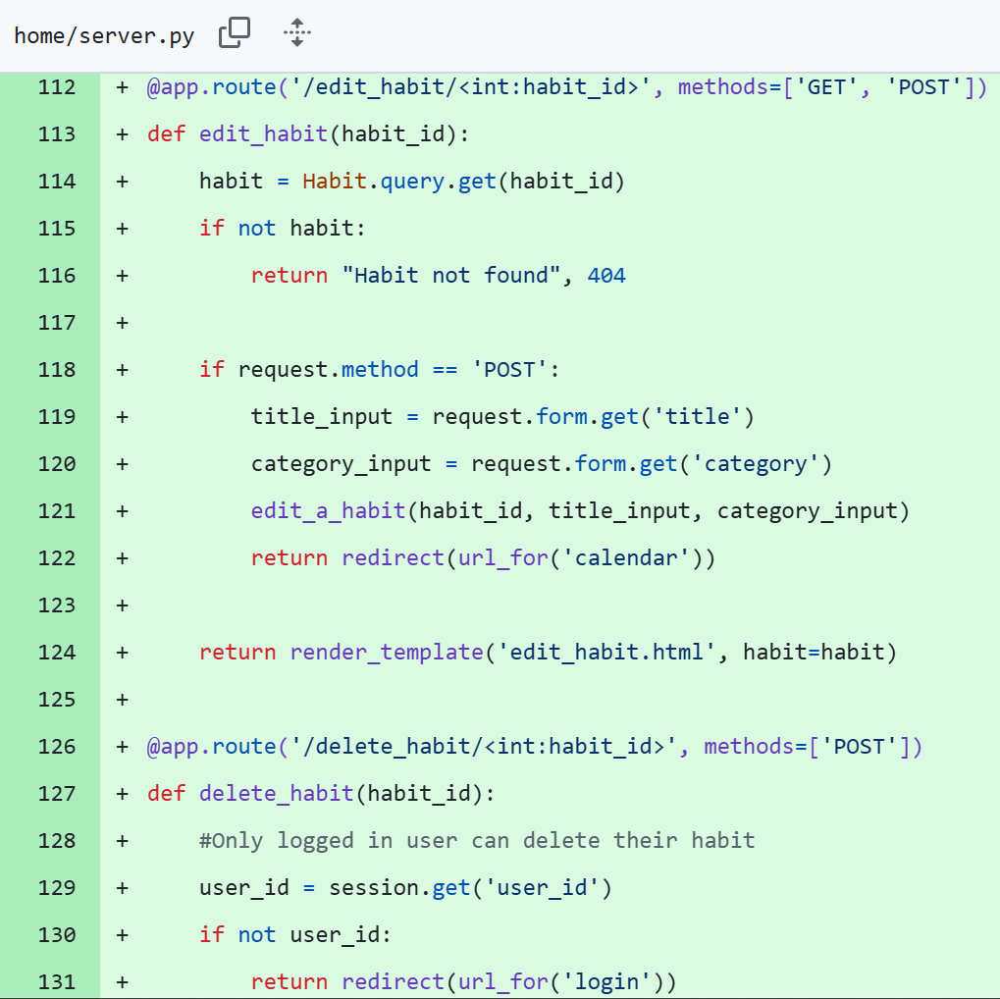 home/server.py
112 + @app.route('/edit_habit/<int:habit_id>', methods=['GET', 'POST'])
113 + def edit_habit(habit_id):
114 +     habit = Habit.query.get(habit_id)
115 +     if not habit:
116 +         return "Habit not found", 404
117 +
118 +     if request.method == 'POST':
119 +         title_input = request.form.get('title')
120 +         category_input = request.form.get('category')
121 +         edit_a_habit(habit_id, title_input, category_input)
122 +         return redirect(url_for('calendar'))
123 +
124 +     return render_template('edit_habit.html', habit=habit)
125 +
126 + @app.route('/delete_habit/<int:habit_id>', methods=['POST'])
127 + def delete_habit(habit_id):
128 +     #Only logged in user can delete their habit
129 +     user_id = session.get('user_id')
130 +     if not user_id:
131 +         return redirect(url_for('login'))